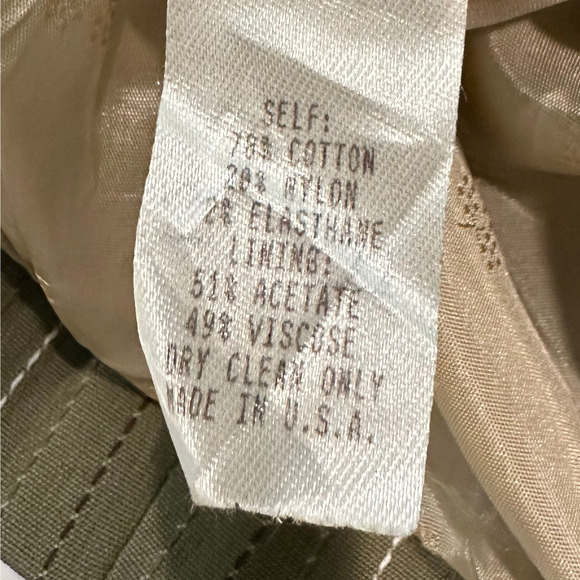 SELF:
78% COTTON
20% NYLON
2% ELASTHANE
LINING:
51% ACETATE
49% VISCOSE
DRY CLEAN ONLY
MADE IN U.S.A.